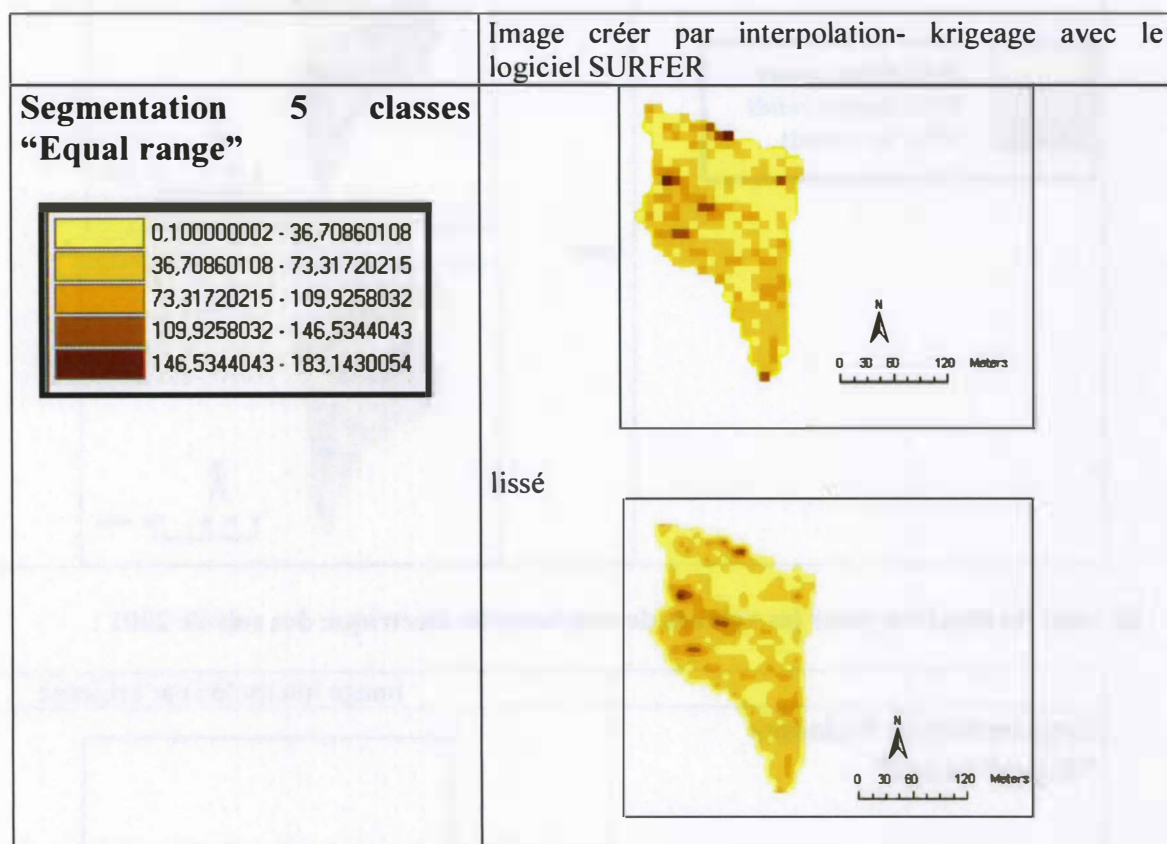 Image créer par interpolation- krigeage avec le
logiciel SURFER
Segmentation 5 classes
“Equal range”
0,100000002 - 36,70860108
36,70860108 - 73,31720215
73,31720215 - 109,9258032
109,9258032 - 146,5344043
146,5344043 - 183,1430054
N
0 30 60 120 Meters
lissé
N
0 30 60 120 Meters